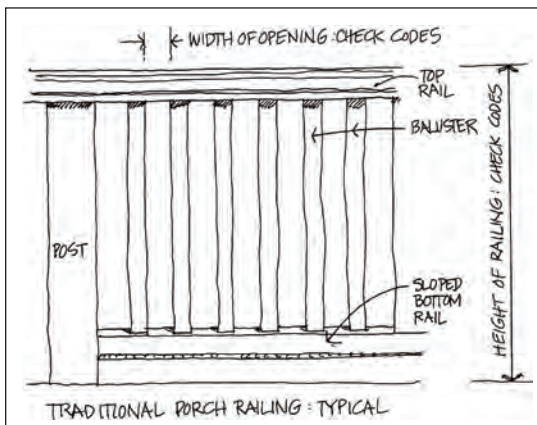 WIDTH OF OPENING : CHECK CODES
TOP
RAIL
BALUSTER
POST
SLOPED
BOTTOM
RAIL
HEIGHT OF RAILING : CHECK CODES
TRADITIONAL PORCH RAILING : TYPICAL